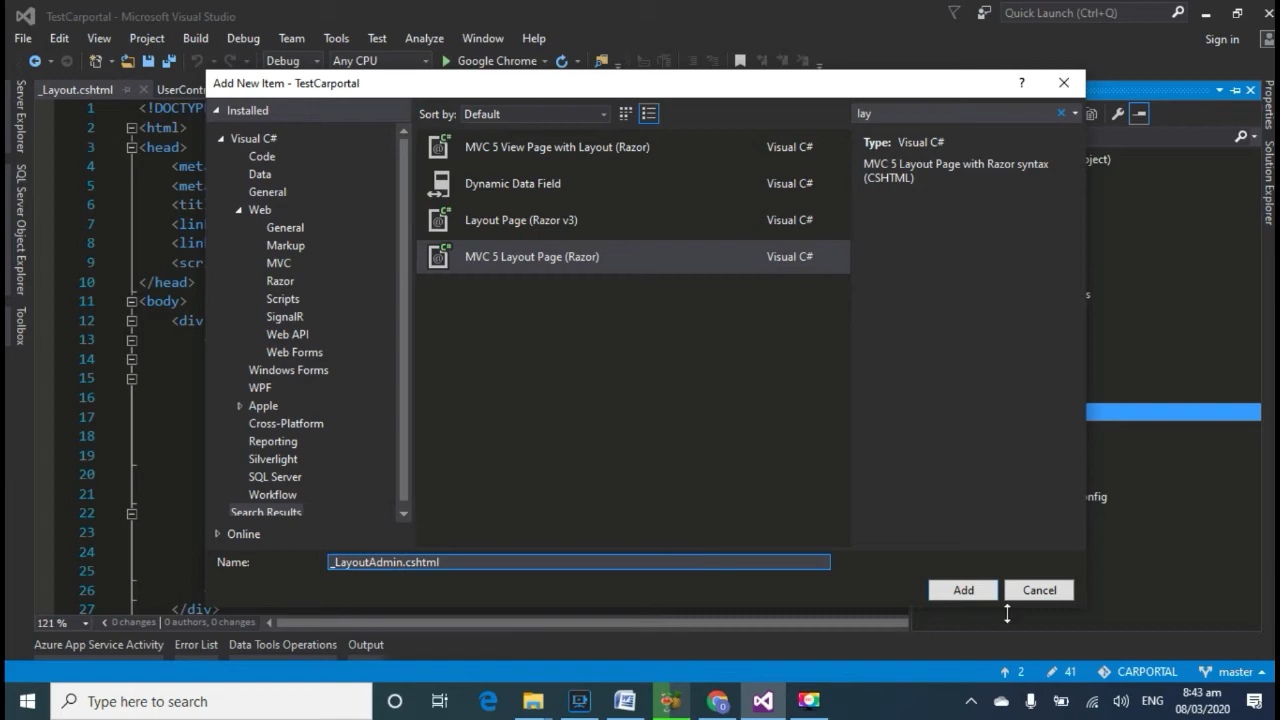 TestCarportal - Microsoft Visual Studio
Quick Launch (Ctrl+Q)
File Edit View Project Build Debug Team Tools Test Analyze Window Help
Sign in
Debug Any CPU Google Chrome
_Layout.cshtml UserContr
Add New Item - TestCarportal ? 
Installed
Sort by: Default
lay
Visual C#
Code
Data
General
Web
General
Markup
MVC
Razor
Scripts
SignalR
Web API
Web Forms
Windows Forms
WPF
Apple
Cross-Platform
Reporting
Silverlight
SQL Server
Workflow
Search Results
Online
MVC 5 View Page with Layout (Razor) Visual C#
Dynamic Data Field Visual C#
Layout Page (Razor v3) Visual C#
MVC 5 Layout Page (Razor) Visual C#
Type: Visual C#
MVC 5 Layout Page with Razor syntax
(CSHTML)
Name: _LayoutAdmin.cshtml
Add Cancel
Server Explorer
SQL Server Object Explorer
Toolbox
Properties
Solution Explorer
1 <!DOCTYP
2 <html>
3 <head>
4 <met
5 <met
6 <tit
7 <lin
8 <lin
9 <scr
10 </head>
11 <body>
12 <div
13
14
15
16
17
18
19
20
21
22
23
24
25
26
27 </div>
ject)
s
nfig
121 % 0 changes | 0 authors, 0 changes
Azure App Service Activity Error List Data Tools Operations Output
2 41 CARPORTAL master
Type here to search
ENG
8:43 am
08/03/2020